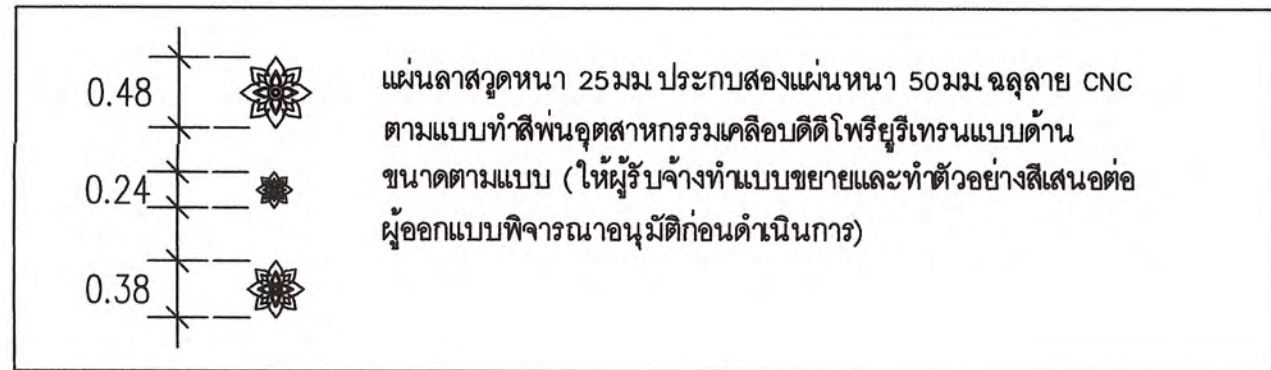 0.48
0.24
0.38
แผ่นลาสวูดหนา 25มม. ประกบสองแผ่นหนา 50มม. ฉลุลาย CNC
ตามแบบทำสีพ่นอุตสาหกรรมเคลือบดีดีโพรียูรีเทรนแบบด้าน
ขนาดตามแบบ (ให้ผู้รับจ้างทำแบบขยายและทำตัวอย่างสีเสนอต่อ
ผู้ออกแบบพิจารณาอนุมัติก่อนดำเนินการ)